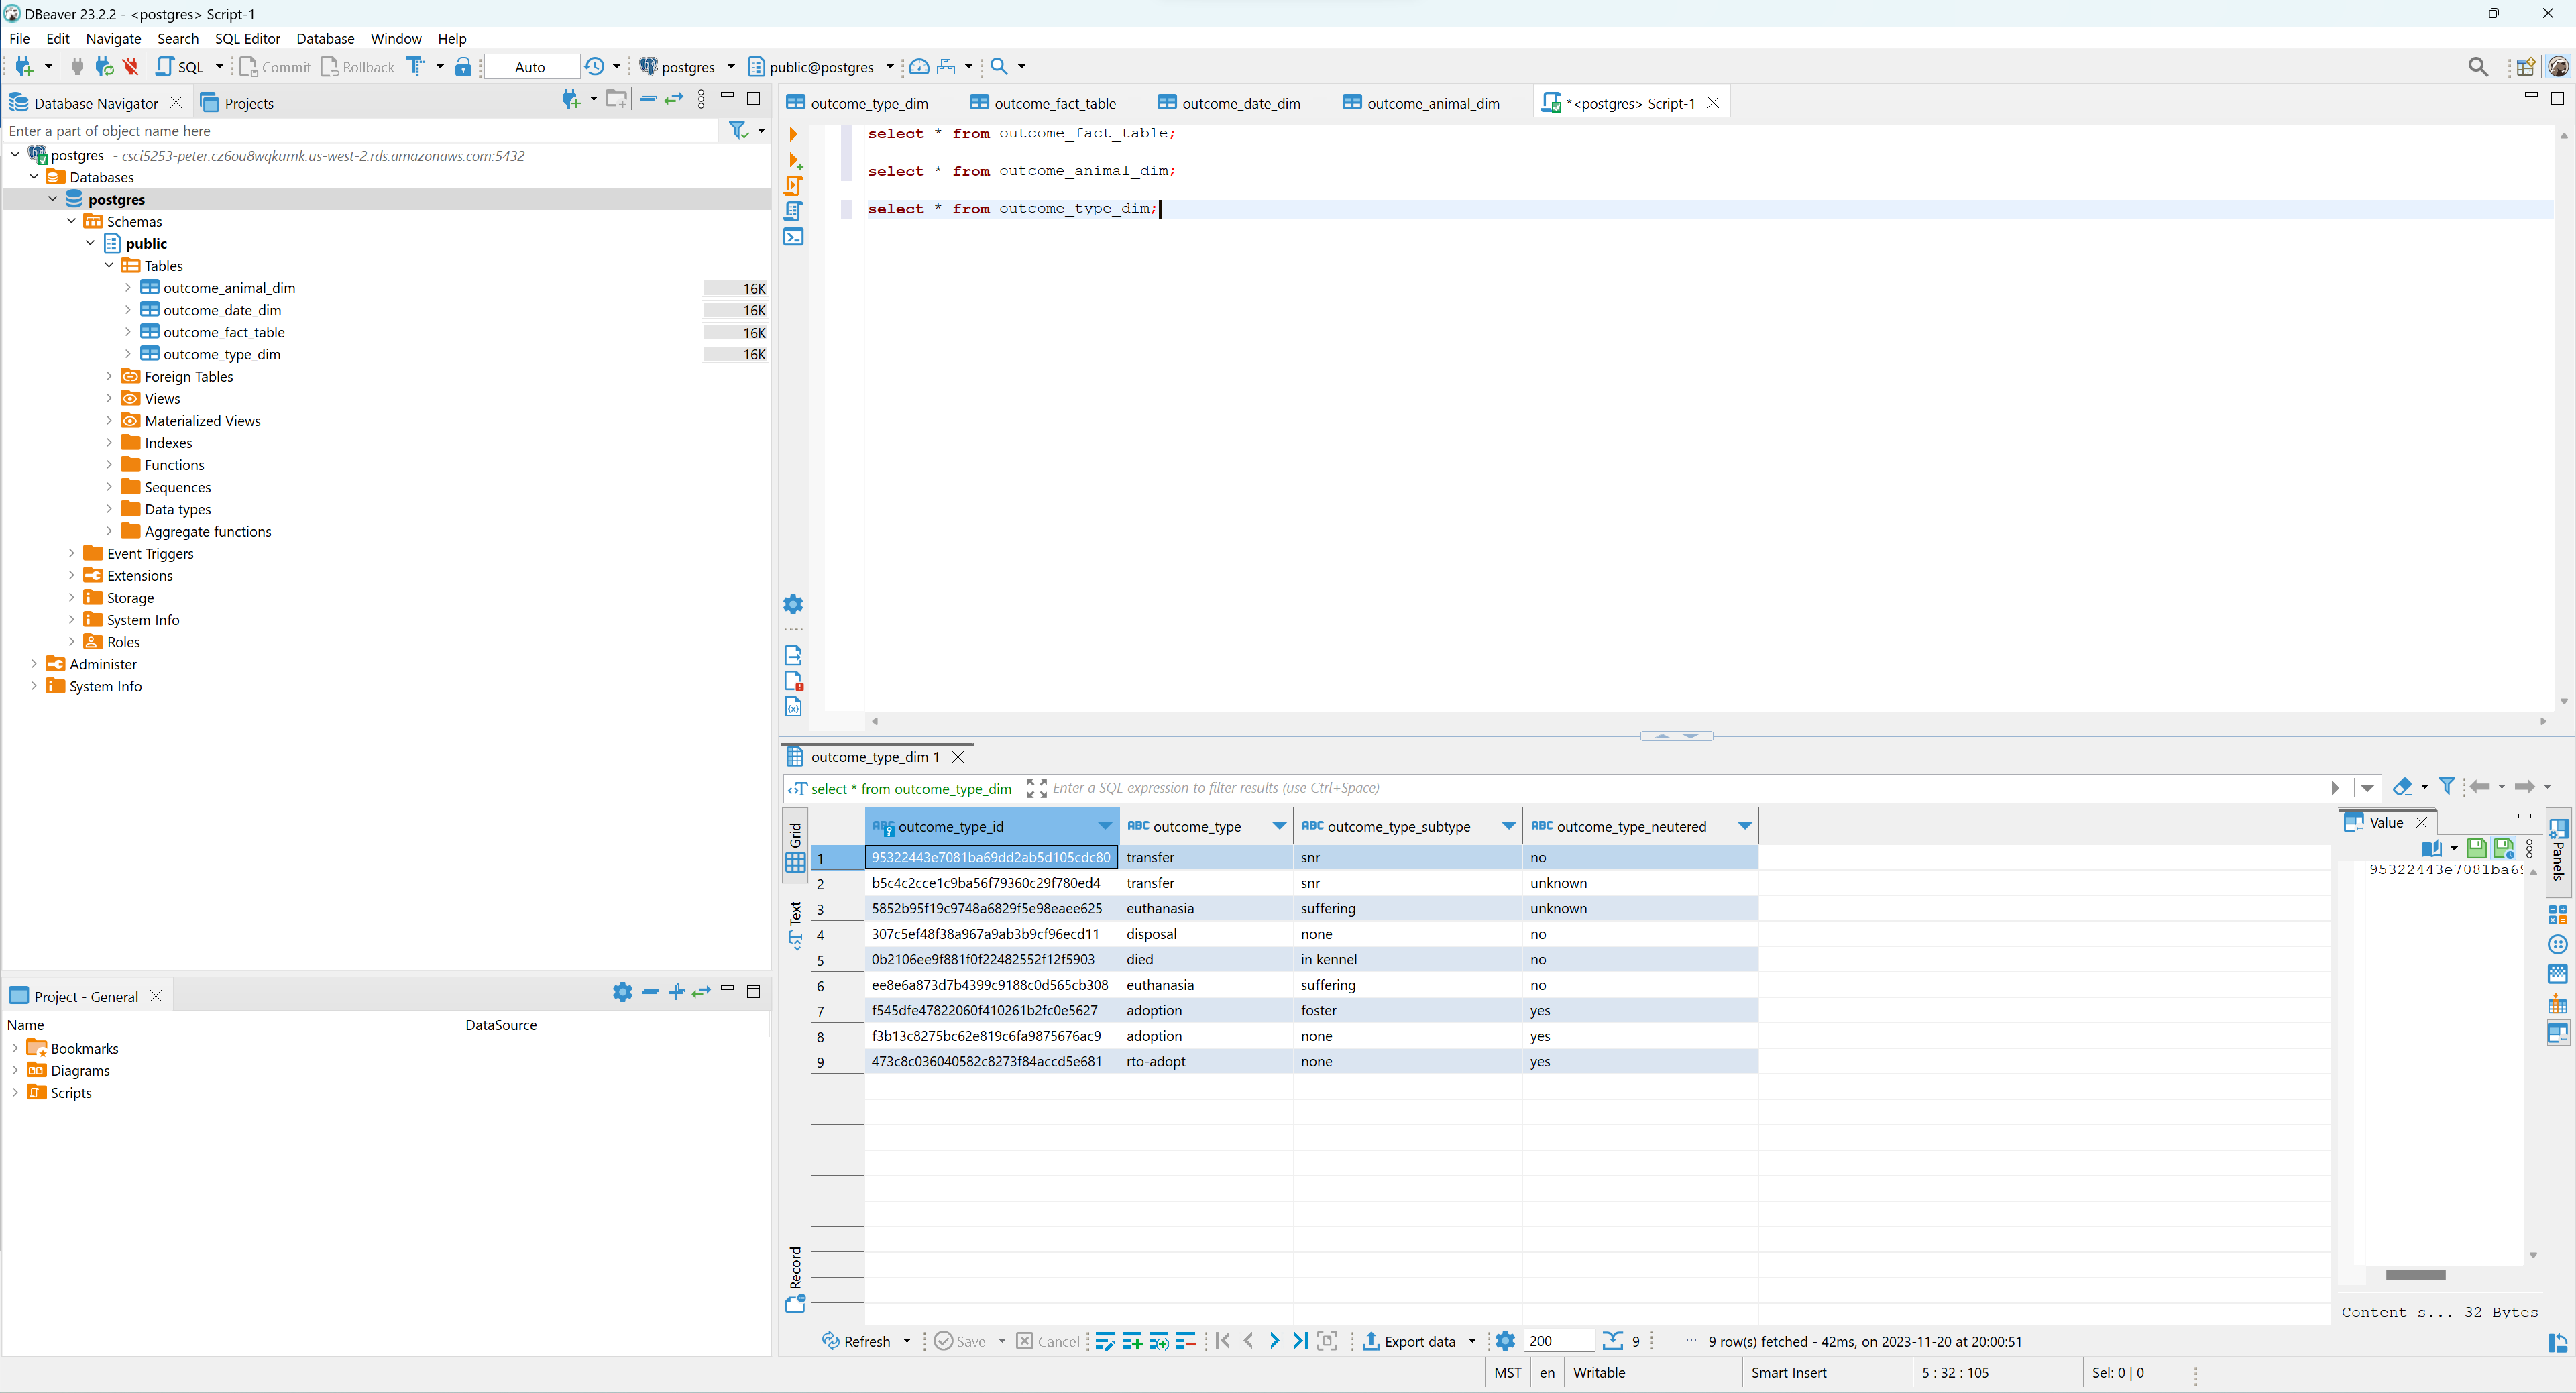 DBeaver 23.2.2 - <postgres> Script-1
File Edit Navigate Search SQL Editor Database Window Help
SQL Commit Rollback Auto postgres public@postgres
Database Navigator Projects
Enter a part of object name here
postgres - csci5253-peter.cz6ou8wqkumk.us-west-2.rds.amazonaws.com:5432
Databases
postgres
Schemas
public
Tables
outcome_animal_dim 16K
outcome_date_dim 16K
outcome_fact_table 16K
outcome_type_dim 16K
Foreign Tables
Views
Materialized Views
Indexes
Functions
Sequences
Data types
Aggregate functions
Event Triggers
Extensions
Storage
System Info
Roles
Administer
System Info
Project - General
Name DataSource
Bookmarks
Diagrams
Scripts
outcome_type_dim outcome_fact_table outcome_date_dim outcome_animal_dim *<postgres> Script-1
select * from outcome_fact_table;
select * from outcome_animal_dim;
select * from outcome_type_dim;
outcome_type_dim 1
select * from outcome_type_dim Enter a SQL expression to filter results (use Ctrl+Space)
Grid
Text
Record
ABC outcome_type_id ABC outcome_type ABC outcome_type_subtype ABC outcome_type_neutered
1 95322443e7081ba69dd2ab5d105cdc80 transfer snr no
2 b5c4c2cce1c9ba56f79360c29f780ed4 transfer snr unknown
3 5852b95f19c9748a6829f5e98eaee625 euthanasia suffering unknown
4 307c5ef48f38a967a9ab3b9cf96ecd11 disposal none no
5 0b2106ee9f881f0f22482552f12f5903 died in kennel no
6 ee8e6a873d7b4399c9188c0d565cb308 euthanasia suffering no
7 f545dfe47822060f410261b2fc0e5627 adoption foster yes
8 f3b13c8275bc62e819c6fa9875676ac9 adoption none yes
9 473c8c036040582c8273f84accd5e681 rto-adopt none yes
Value
95322443e7081ba6
Panels
Content s... 32 Bytes
Refresh Save Cancel Export data 200 9 ... 9 row(s) fetched - 42ms, on 2023-11-20 at 20:00:51
MST en Writable Smart Insert 5 : 32 : 105 Sel: 0 | 0